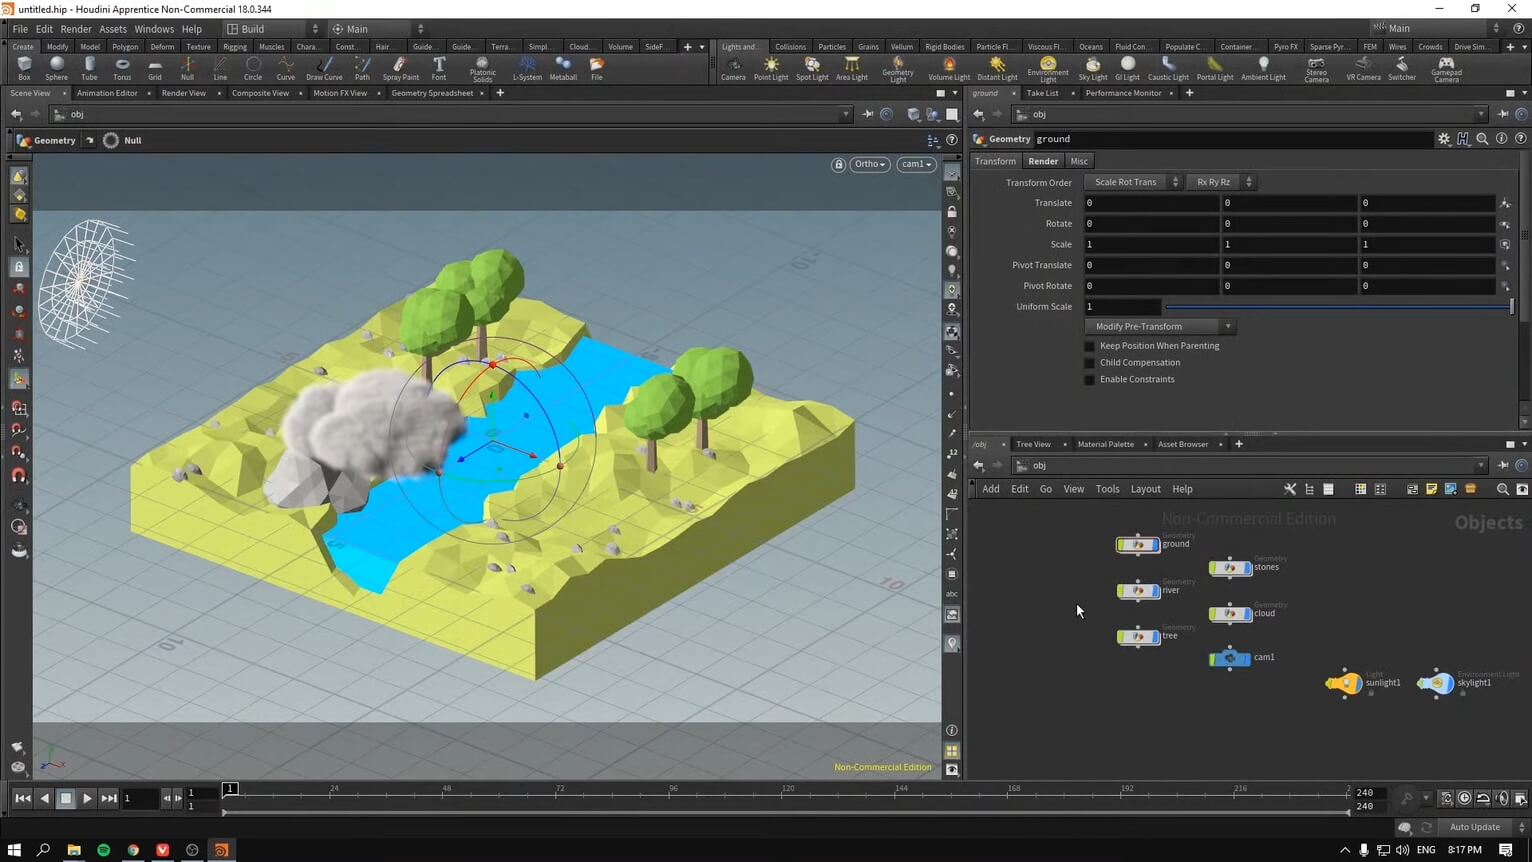 untitled.hip - Houdini Apprentice Non-Commercial 18.0.344
File Edit Render Assets Windows Help Build Main Main
Create Modify Model Polygon Deform Texture Rigging Muscles Chara... Const... Hair... Guide... Guide... Terra... Simpl... Cloud... Volume SideF...
Lights and... Collisions Particles Grains Vellum Rigid Bodies Particle Fl... Viscous Fl... Oceans Fluid Con... Populate C... Container... Pyro FX Sparse Pyr... FEM Wires Crowds Drive Sim...
Box Sphere Tube Torus Grid Null Line Circle Curve Draw Curve Path Spray Paint Font Platonic Solids L-System Metaball File
Camera Point Light Spot Light Area Light Geometry Light Volume Light Distant Light Environment Light Sky Light GI Light Caustic Light Portal Light Ambient Light Stereo Camera VR Camera Switcher Gamepad Camera
Scene View Animation Editor Render View Composite View Motion FX View Geometry Spreadsheet
ground Take List Performance Monitor
obj
obj
Geometry Null
Geometry ground
Ortho cam1
Transform Render Misc
Transform Order Scale Rot Trans Rx Ry Rz
Translate 0 0 0
Rotate 0 0 0
Scale 1 1 1
Pivot Translate 0 0 0
Pivot Rotate 0 0 0
Uniform Scale 1
Modify Pre-Transform
Keep Position When Parenting
Child Compensation
Enable Constraints
/obj Tree View Material Palette Asset Browser
obj
Add Edit Go View Tools Layout Help
Non-Commercial Edition
Objects
Geometry
ground
Geometry
stones
Geometry
river
Geometry
cloud
Geometry
tree
cam1
Light
sunlight1
Environment Light
skylight1
-10
10
10
5
abc
Non-Commercial Edition
1 1 1 1 24 48 72 96 120 144 168 192 216 240 240
Auto Update
ENG 8:17 PM